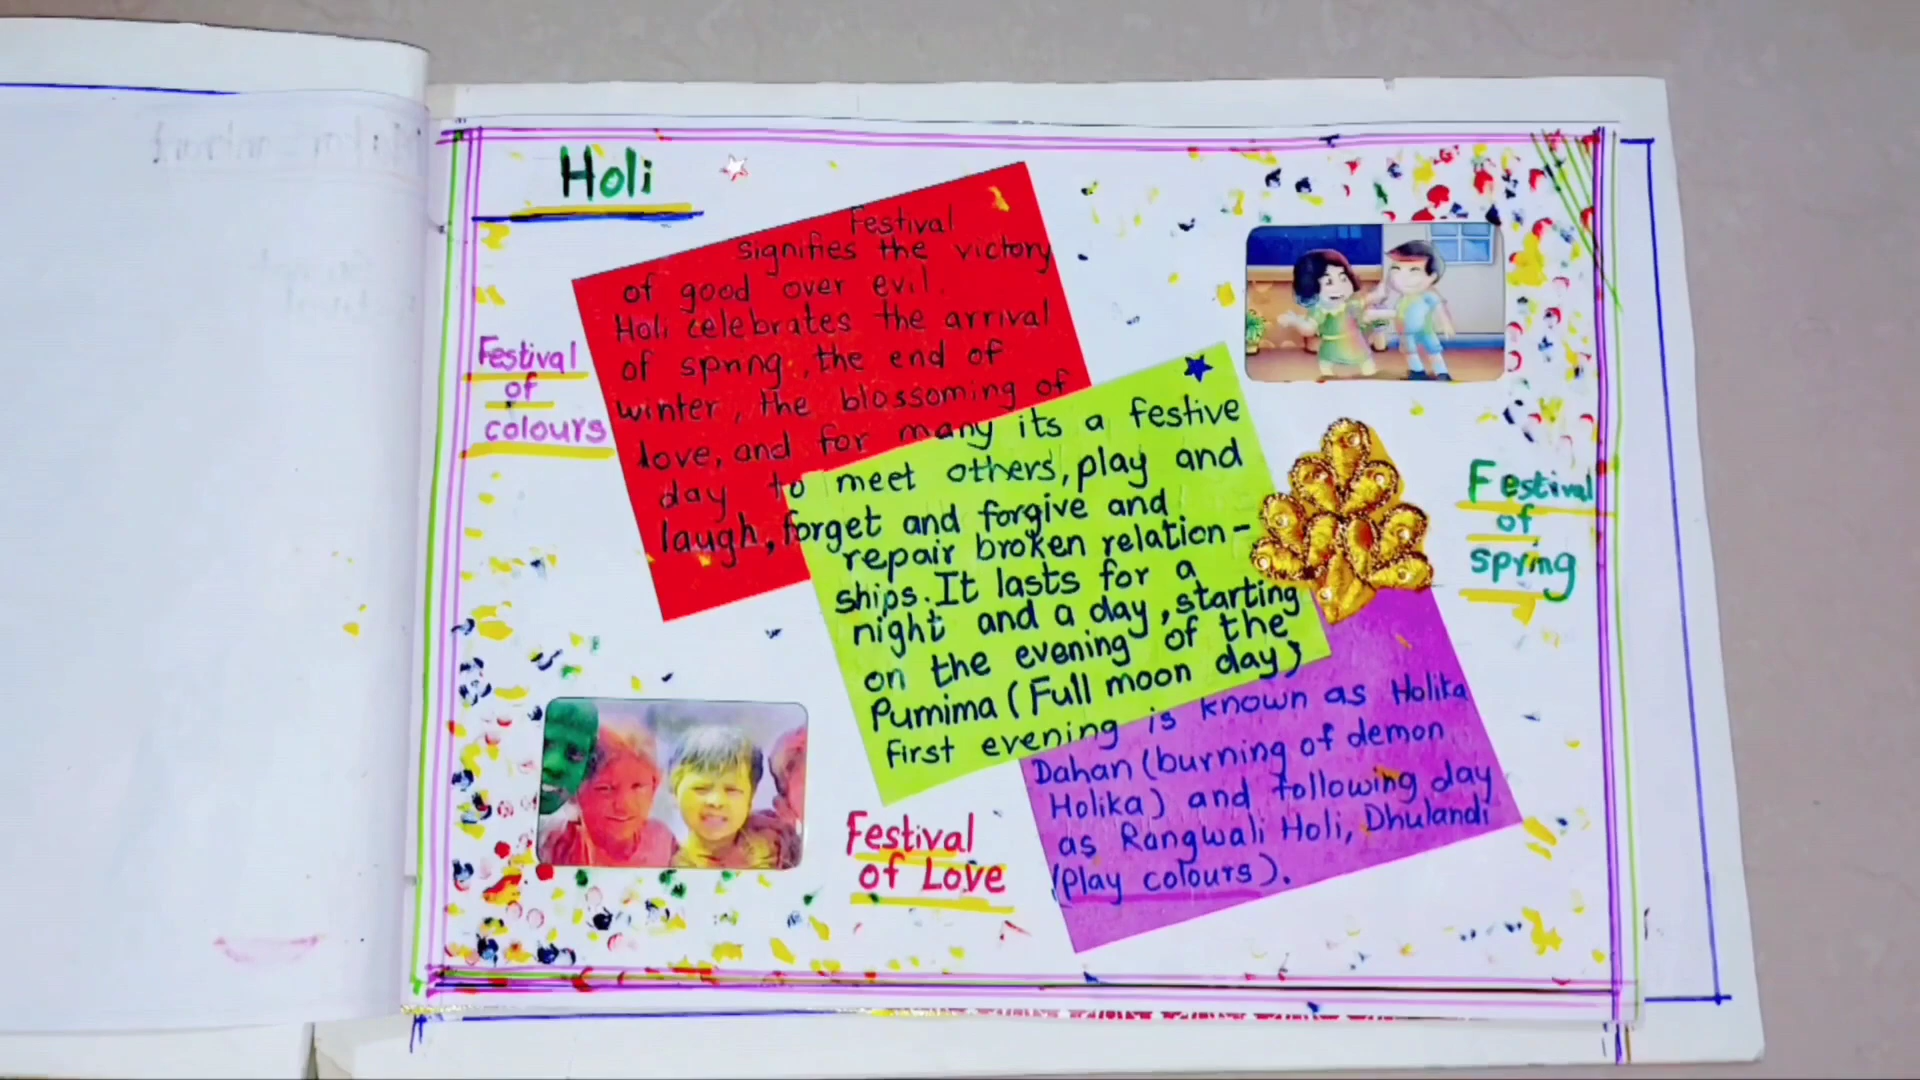 Holi
Festival
of
colours
Festival
signifies the victory
of good over evil.
Holi celebrates the arrival
of spring, the end of
winter, the blossoming of
love, and for many its a festive
day to meet others, play and
laugh, forget and forgive and
repair broken relation-
ships. It lasts for a
night and a day, starting
on the evening of the
Purnima (Full moon day)
First evening is known as Holika
Dahan (burning of demon
Holika) and following day
as Rangwali Holi, Dhulandi
(Play colours).
Festival
of
spring
Festival
of Love